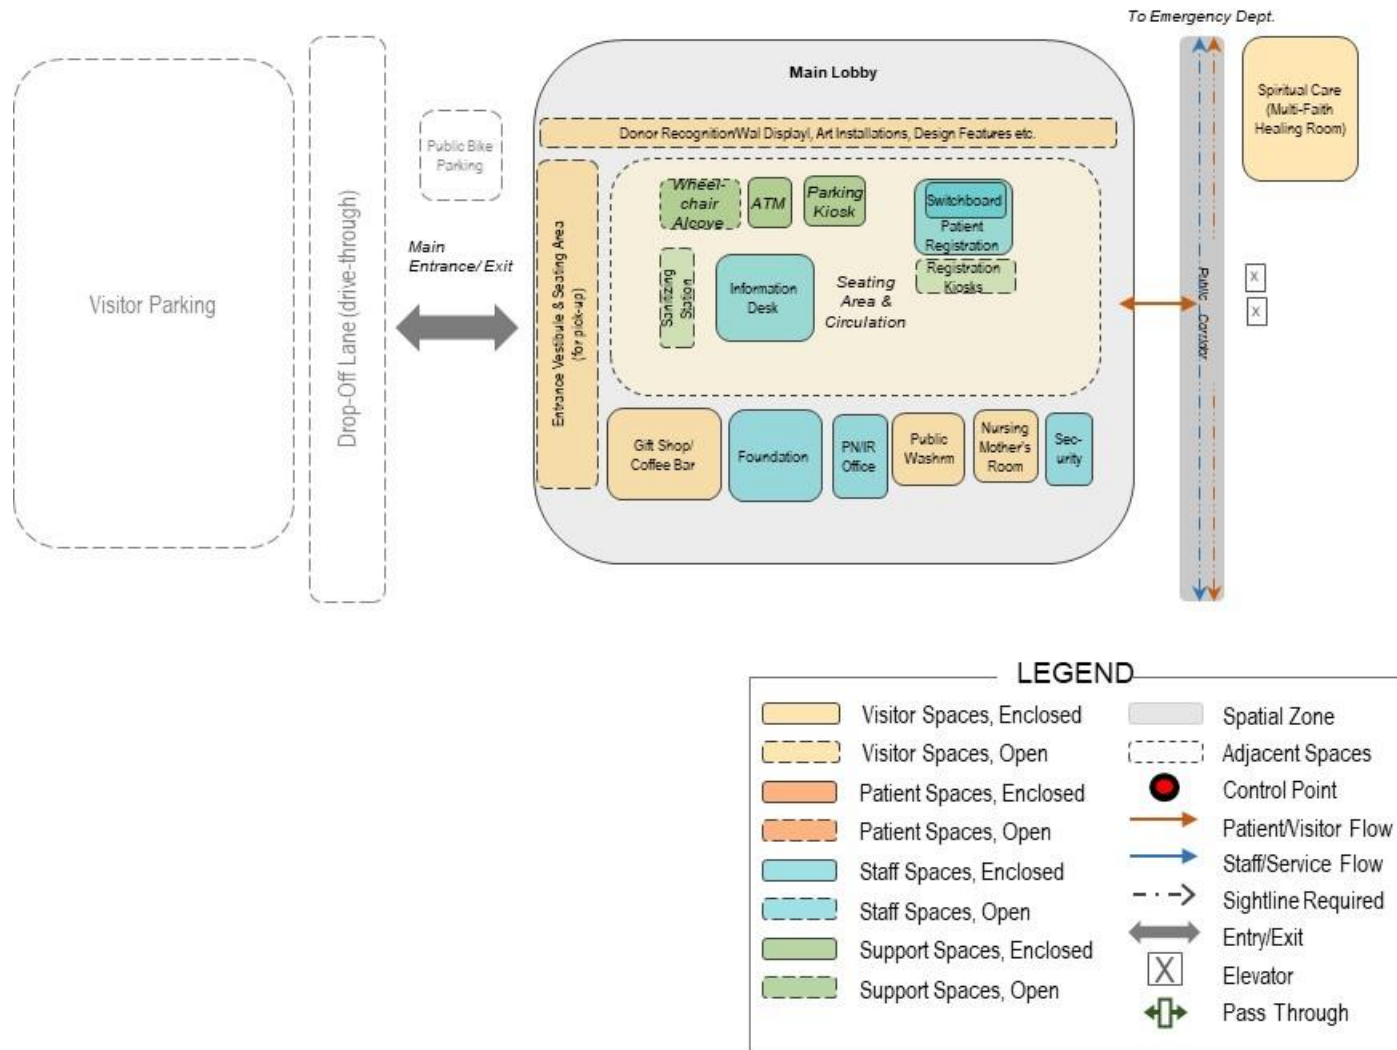 To Emergency Dept.
Main Lobby
Spiritual Care
(Multi-Faith
Healing Room)
Donor Recognition/Wal Displayl, Art Installations, Design Features etc.
Public Bike
Parking
Wheel-
chair
Alcove
ATM
Parking
Kiosk
Switchboard
Patient
Registration
Registration
Kiosks
Main
Entrance/ Exit
Visitor Parking
Drop-Off Lane (drive-through)
Entrance Vestibule & Seating Area
(for pick-up)
Sanitizing
Station
Information
Desk
Seating
Area &
Circulation
Public Corridor
X
X
Gift Shop/
Coffee Bar
Foundation
PN/IR
Office
Public
Washrm
Nursing
Mother's
Room
Sec-
urity
LEGEND
Visitor Spaces, Enclosed
Visitor Spaces, Open
Patient Spaces, Enclosed
Patient Spaces, Open
Staff Spaces, Enclosed
Staff Spaces, Open
Support Spaces, Enclosed
Support Spaces, Open
Spatial Zone
Adjacent Spaces
Control Point
Patient/Visitor Flow
Staff/Service Flow
Sightline Required
Entry/Exit
X
Elevator
Pass Through